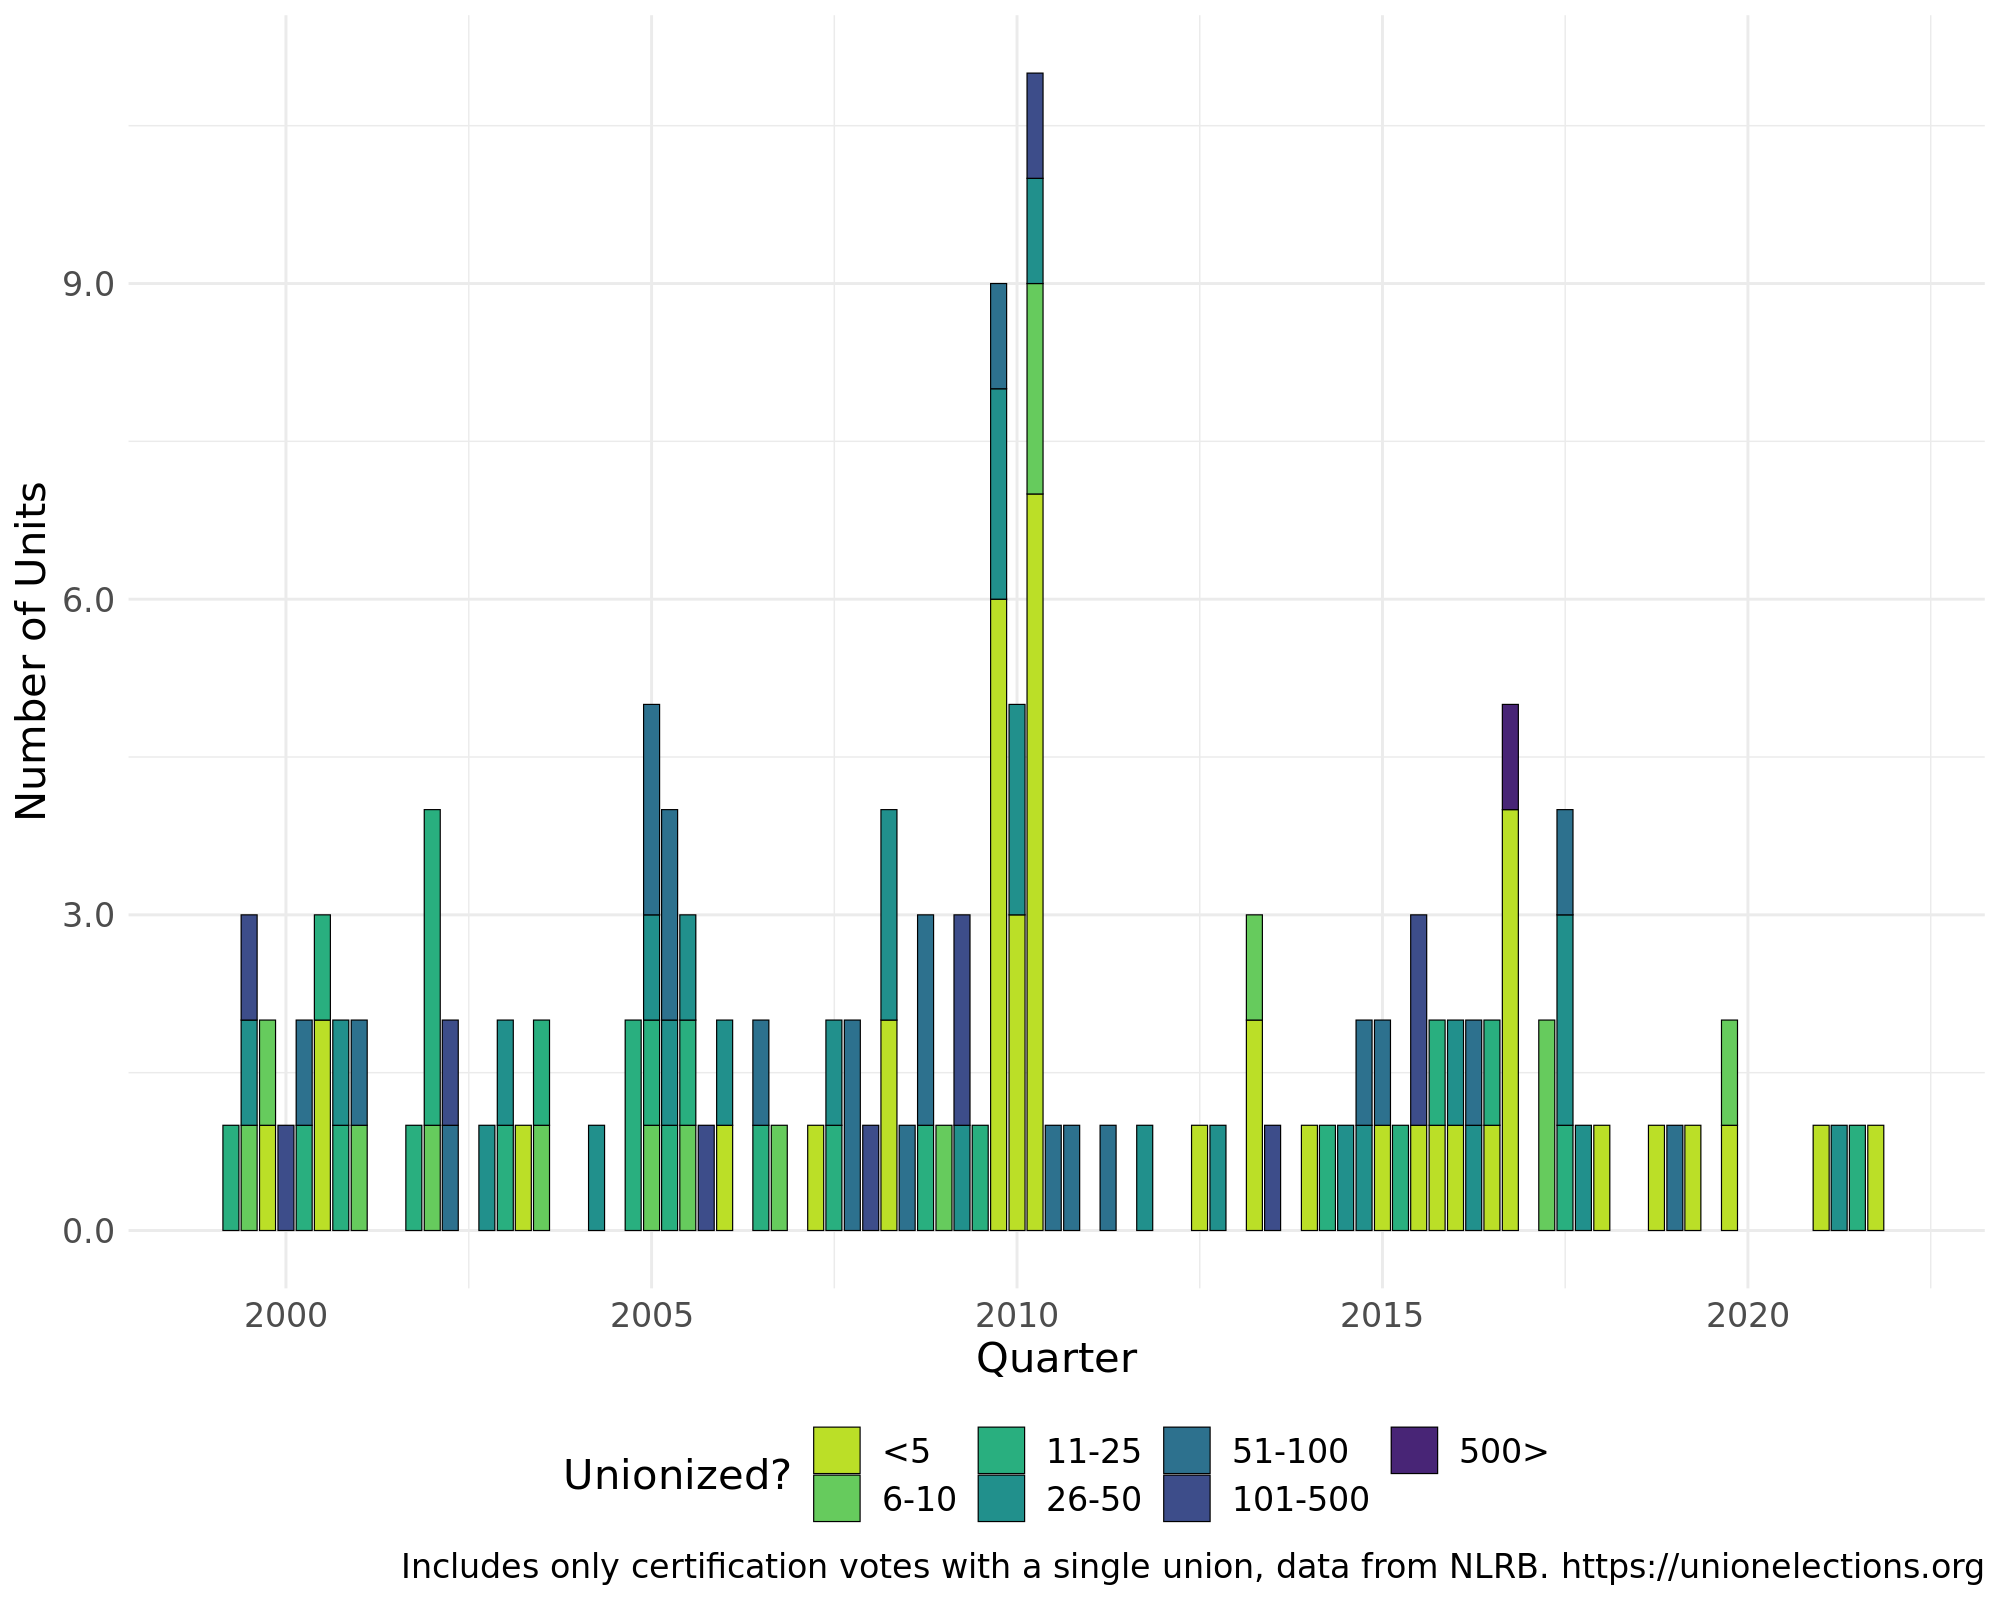 9.0
6.0
3.0
0.0
Number of Units
2000 2005 2010 2015 2020
Quarter
Unionized?
<5 11-25 51-100 500>
6-10 26-50 101-500
Includes only certification votes with a single union, data from NLRB. https://unionelections.org